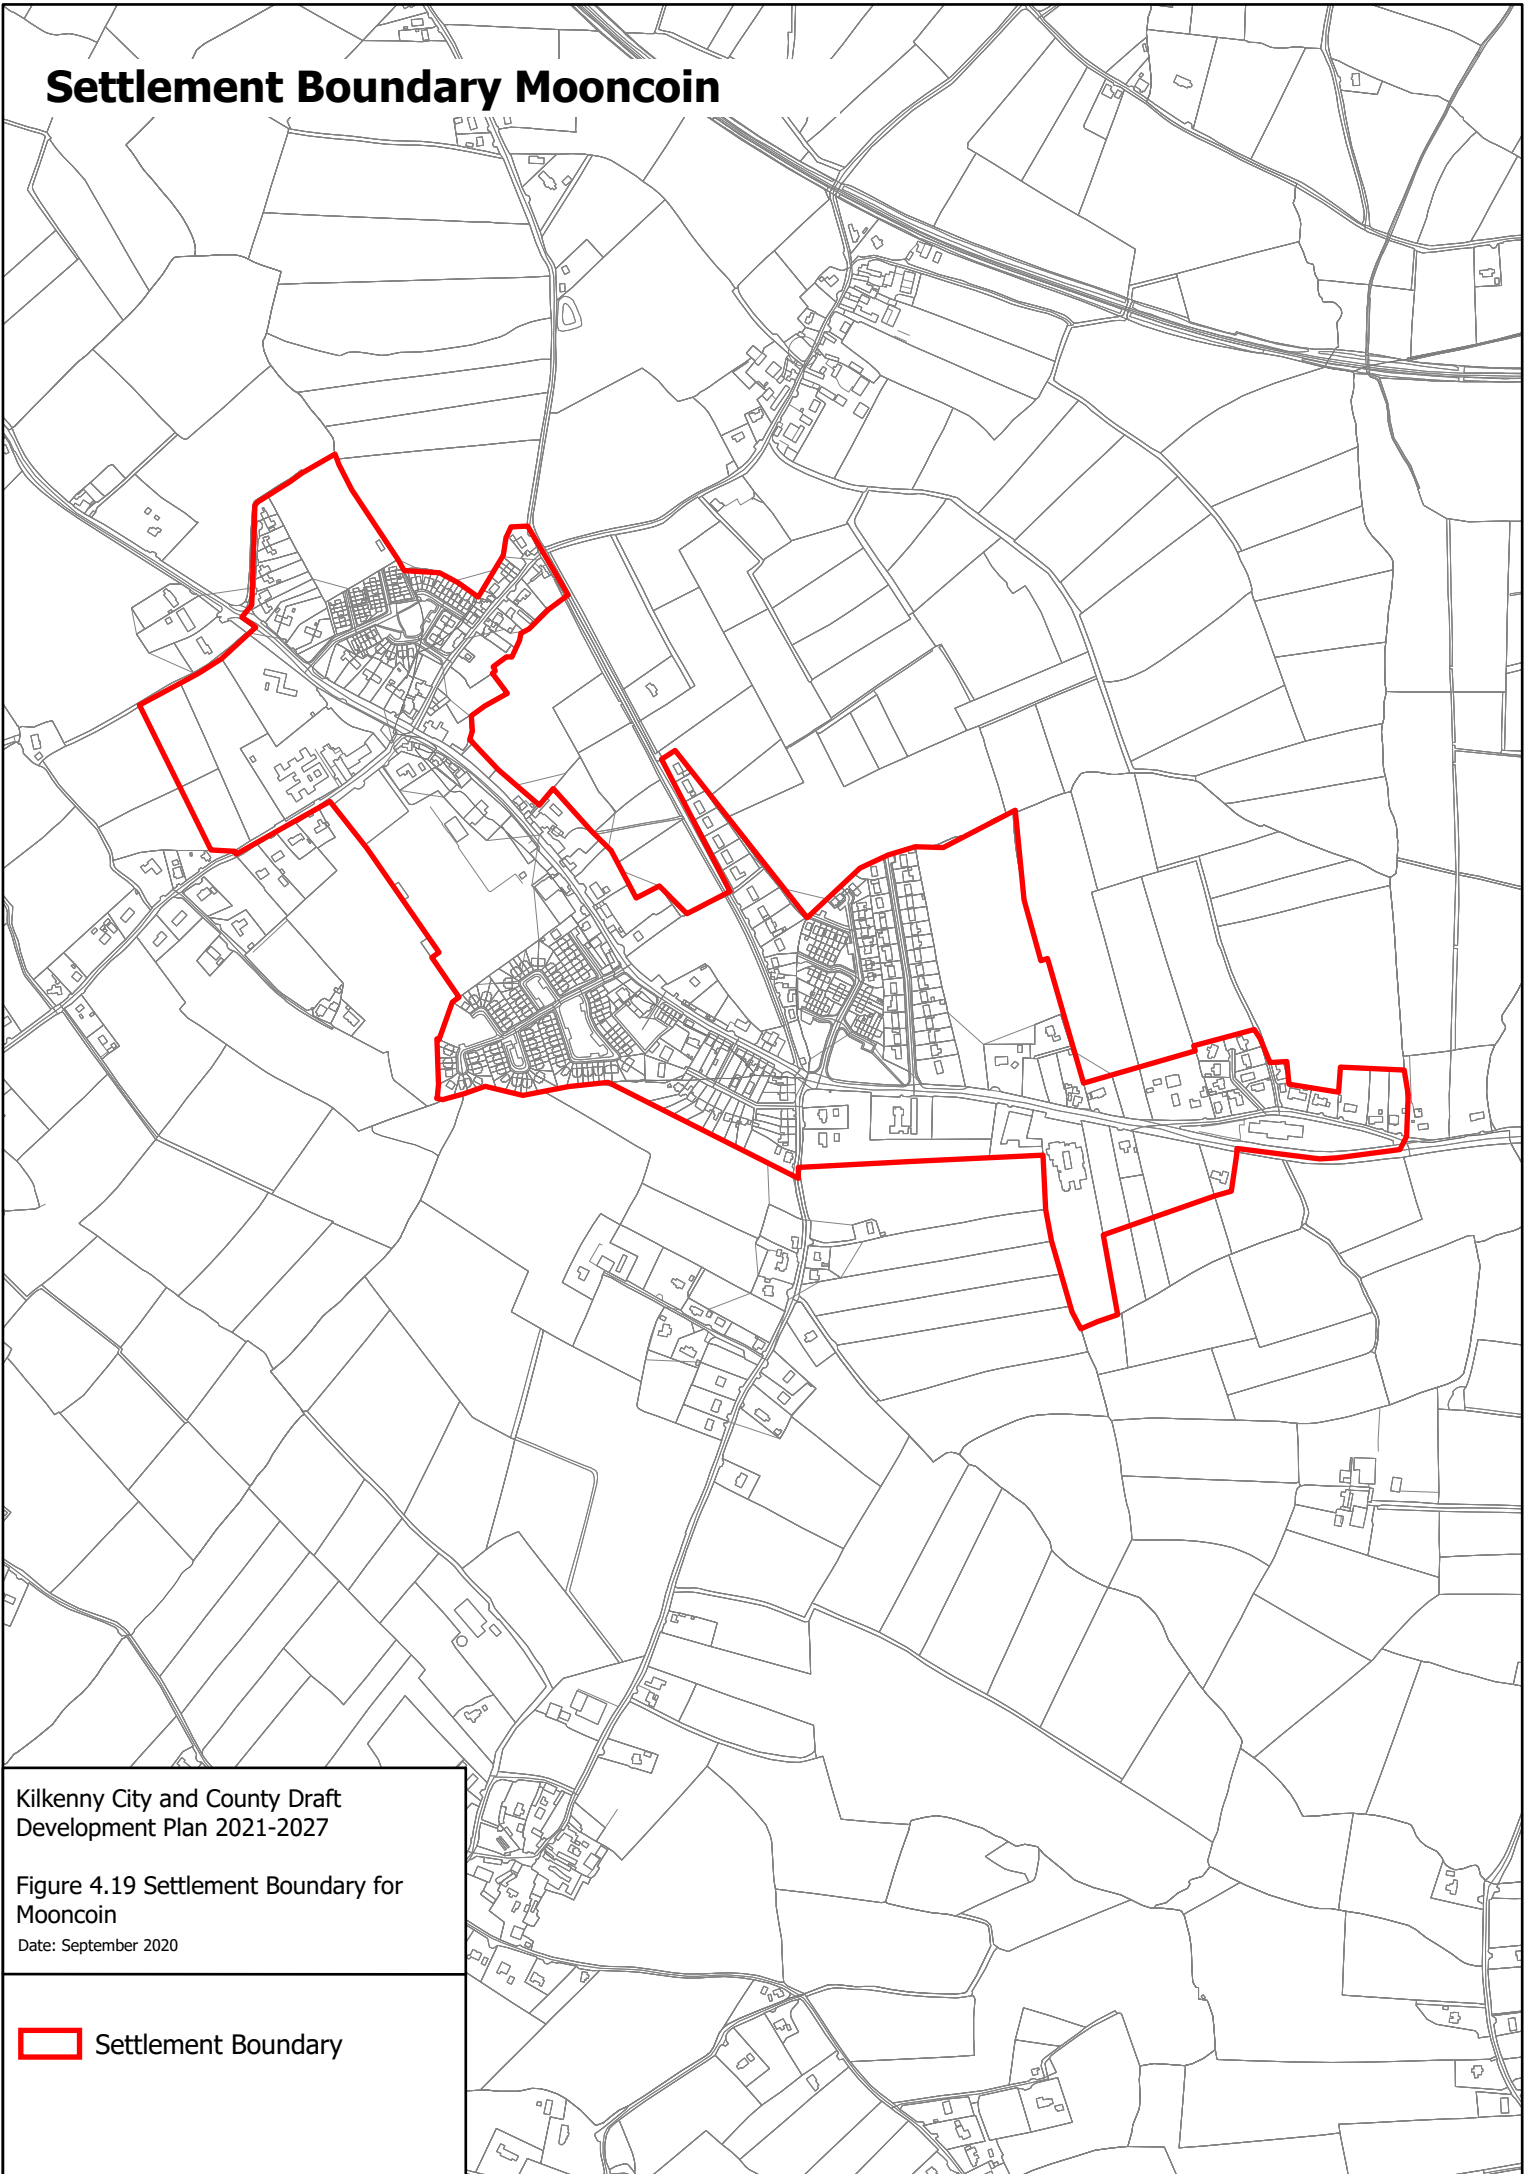 Settlement Boundary Mooncoin
Kilkenny City and County Draft
Development Plan 2021-2027
Figure 4.19 Settlement Boundary for
Mooncoin
Date: September 2020
Settlement Boundary